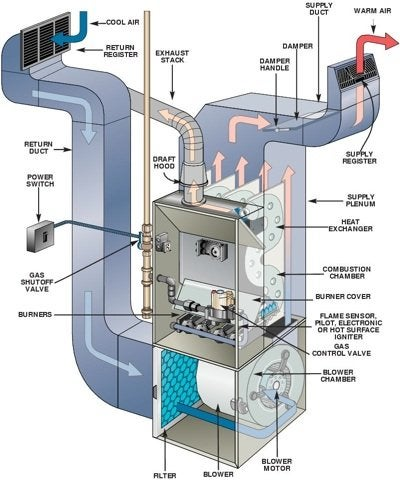 COOL AIR
RETURN
REGISTER
EXHAUST
STACK
SUPPLY
DUCT
WARM AIR
DAMPER
DAMPER
HANDLE
RETURN
DUCT
DRAFT
HOOD
SUPPLY
REGISTER
POWER
SWITCH
SUPPLY
PLENUM
HEAT
EXCHANGER
GAS
SHUTOFF
VALVE
COMBUSTION
CHAMBER
BURNER COVER
BURNERS
FLAME SENSOR,
PILOT, ELECTRONIC
OR HOT SURFACE
IGNITER
GAS
CONTROL VALVE
BLOWER
CHAMBER
FILTER
BLOWER
BLOWER
MOTOR